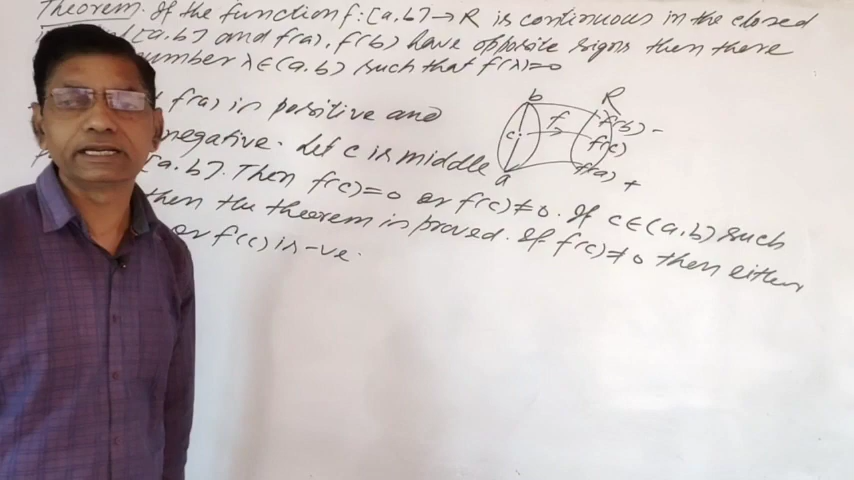 Theorem. If the function f: [a,b] → R is continuous in the closed
[a,b] and f(a), f(b) have opposite signs then there
number λ∈(a,b) such that f(λ)=0
f(a) is positive and
negative. Let c is middle
[a,b]. Then f(c)=0 or f(c)≠0. If c∈(a,b) such
then the theorem is proved. If f(c)≠0 then either
or f(c) is -ve.
b
R
f
f(b) -
c
f(c)
a
f(a) +